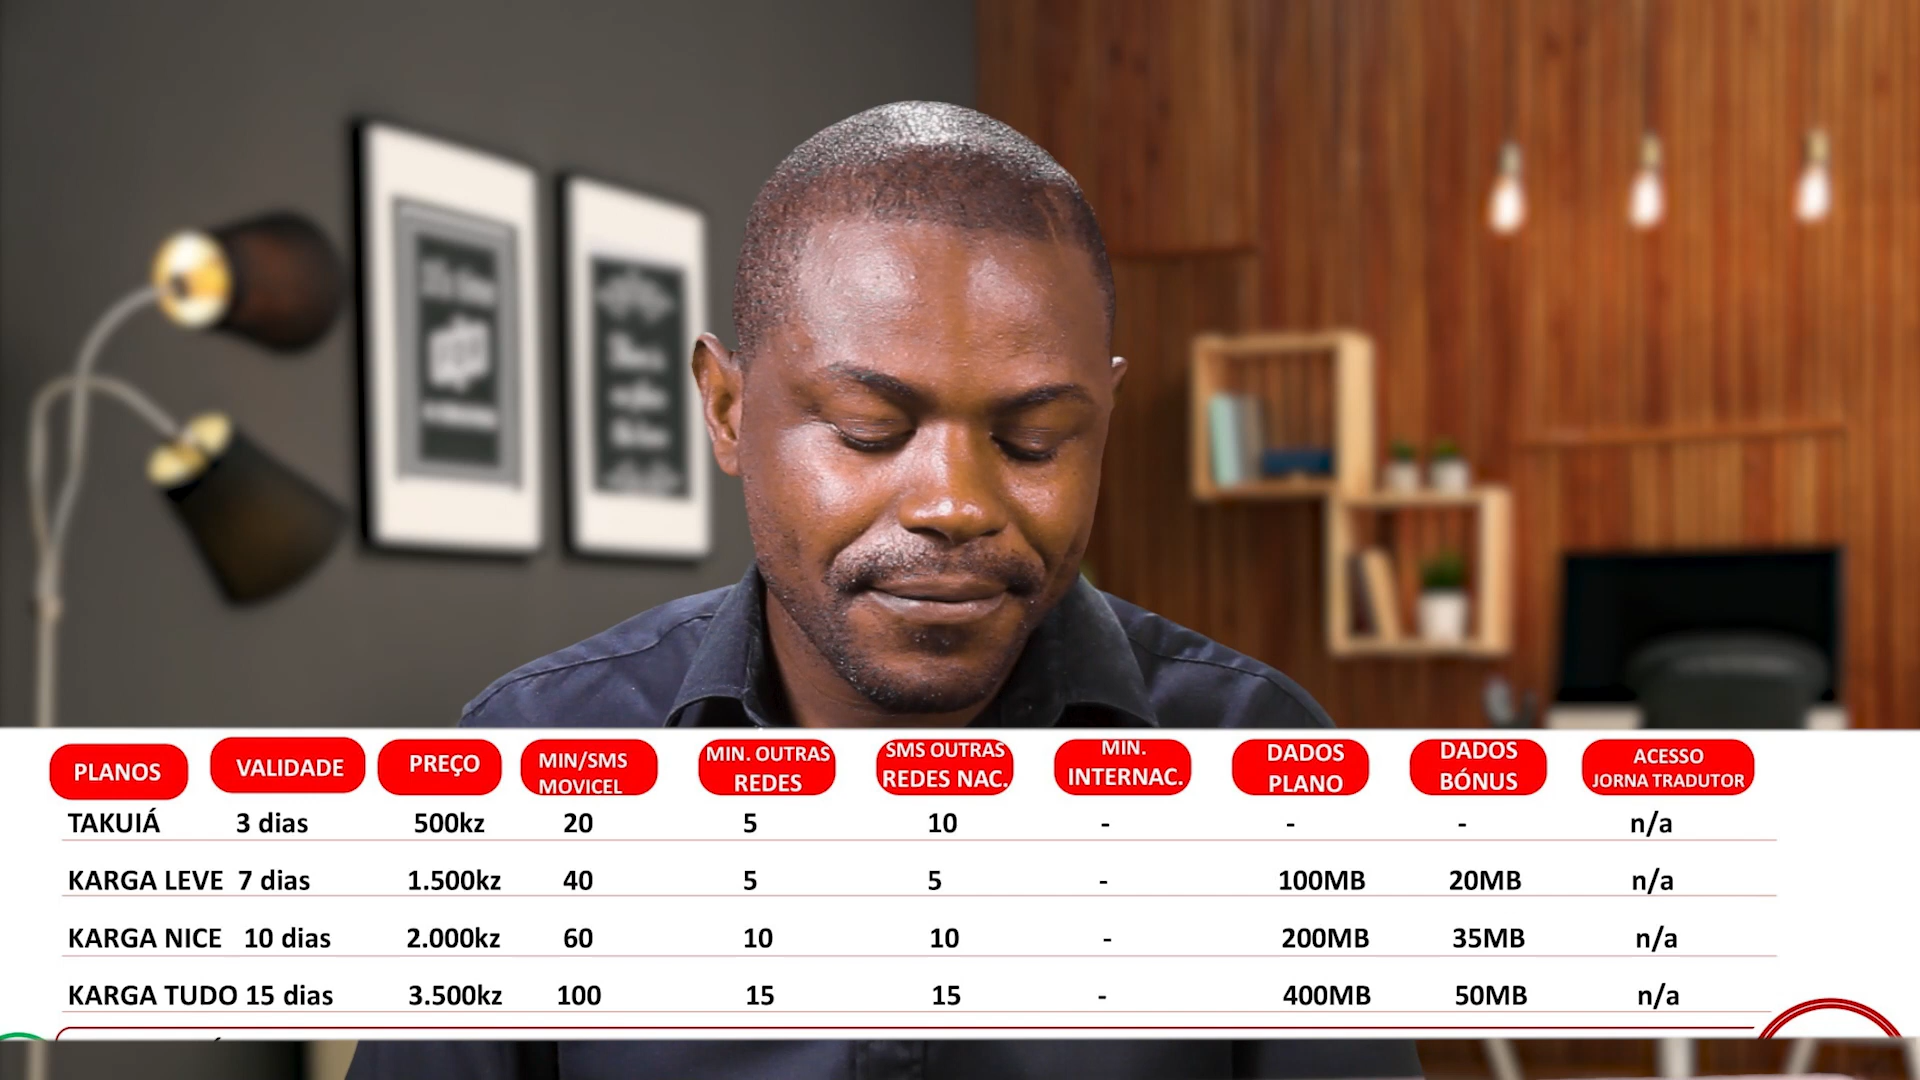 PLANOS VALIDADE PREÇO MIN/SMS MOVICEL MIN. OUTRAS REDES SMS OUTRAS REDES NAC. MIN. INTERNAC. DADOS PLANO DADOS BÓNUS ACESSO JORNA TRADUTOR
TAKUIÁ 3 dias 500kz 20 5 10 - - - n/a
KARGA LEVE 7 dias 1.500kz 40 5 5 - 100MB 20MB n/a
KARGA NICE 10 dias 2.000kz 60 10 10 - 200MB 35MB n/a
KARGA TUDO 15 dias 3.500kz 100 15 15 - 400MB 50MB n/a